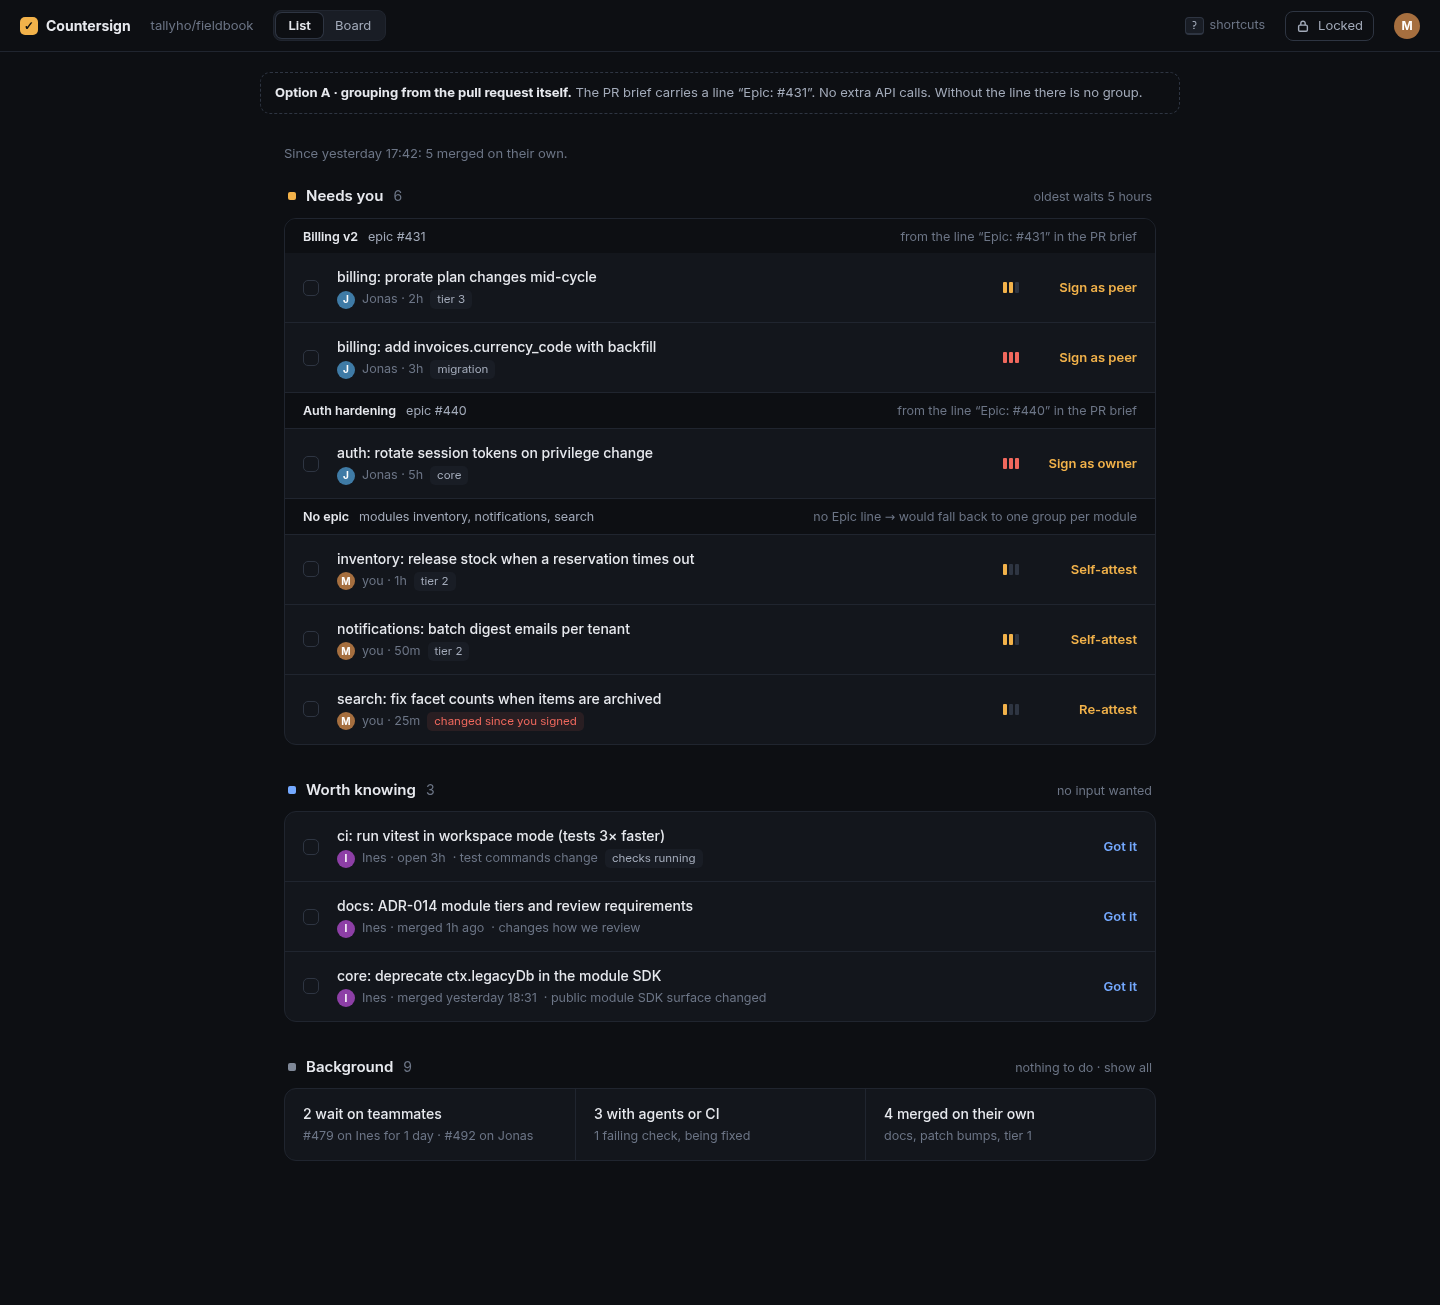 ✓ Countersign tallyho/fieldbook List Board ? shortcuts Locked M
Option A · grouping from the pull request itself. The PR brief carries a line “Epic: #431”. No extra API calls. Without the line there is no group.
Since yesterday 17:42: 5 merged on their own.
Needs you 6 oldest waits 5 hours
Billing v2 epic #431 from the line “Epic: #431” in the PR brief
billing: prorate plan changes mid-cycle
J Jonas · 2h tier 3 Sign as peer
billing: add invoices.currency_code with backfill
J Jonas · 3h migration Sign as peer
Auth hardening epic #440 from the line “Epic: #440” in the PR brief
auth: rotate session tokens on privilege change
J Jonas · 5h core Sign as owner
No epic modules inventory, notifications, search no Epic line → would fall back to one group per module
inventory: release stock when a reservation times out
M you · 1h tier 2 Self-attest
notifications: batch digest emails per tenant
M you · 50m tier 2 Self-attest
search: fix facet counts when items are archived
M you · 25m changed since you signed Re-attest
Worth knowing 3 no input wanted
ci: run vitest in workspace mode (tests 3× faster)
I Ines · open 3h · test commands change checks running Got it
docs: ADR-014 module tiers and review requirements
I Ines · merged 1h ago · changes how we review Got it
core: deprecate ctx.legacyDb in the module SDK
I Ines · merged yesterday 18:31 · public module SDK surface changed Got it
Background 9 nothing to do · show all
2 wait on teammates 3 with agents or CI 4 merged on their own
#479 on Ines for 1 day · #492 on Jonas 1 failing check, being fixed docs, patch bumps, tier 1